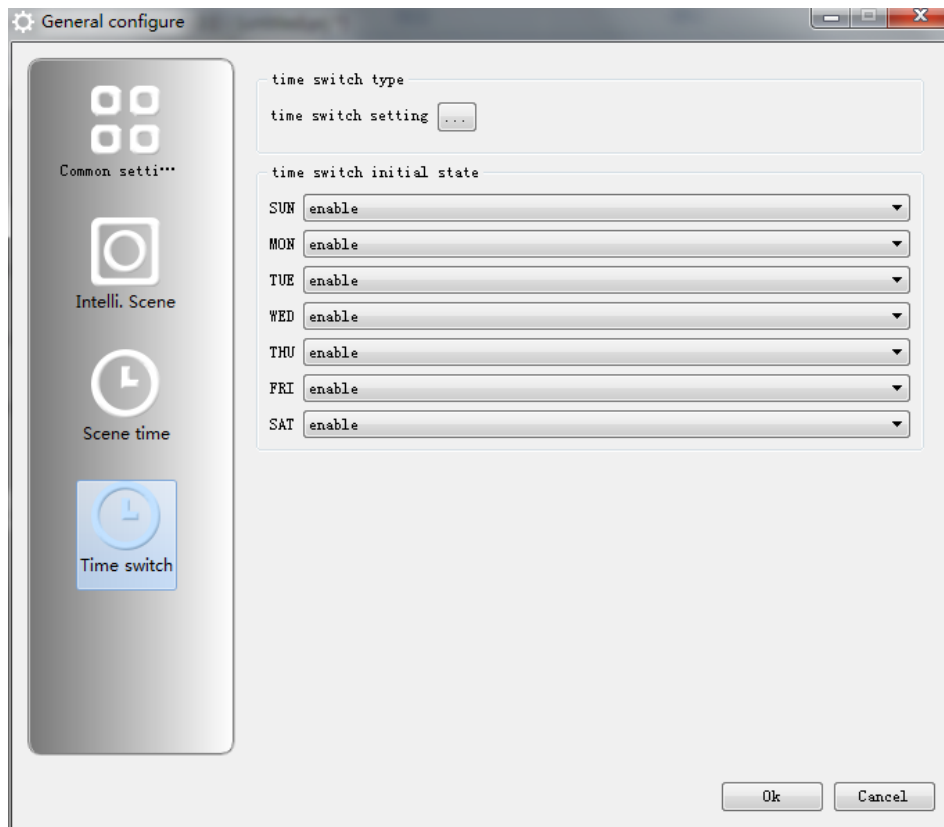 General configure
Common setti···
Intelli. Scene
Scene time
Time switch
time switch type
time switch setting ...
time switch initial state
SUN enable
MON enable
TUE enable
WED enable
THU enable
FRI enable
SAT enable
Ok Cancel